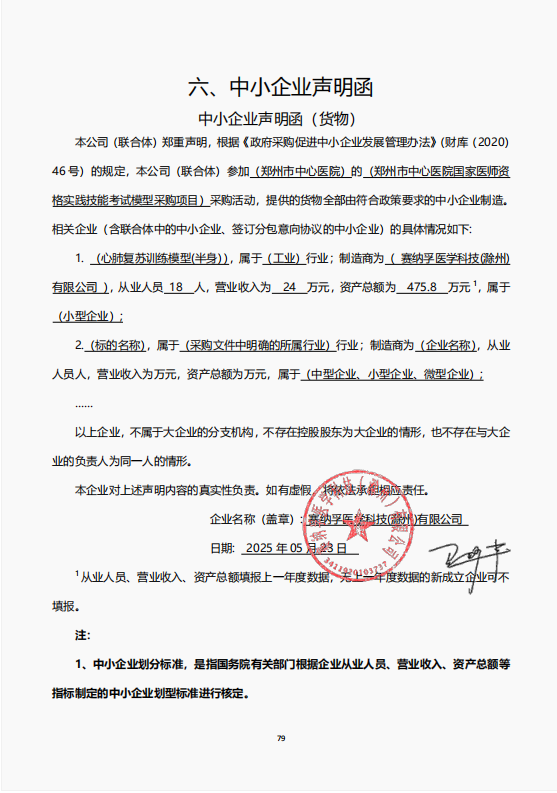 六、中小企业声明函
中小企业声明函（货物）
本公司（联合体）郑重声明，根据《政府采购促进中小企业发展管理办法》（财库（2020）
46号）的规定，本公司（联合体）参加（郑州市中心医院）的（郑州市中心医院国家医师资
格实践技能考试模型采购项目）采购活动，提供的货物全部由符合政策要求的中小企业制造。
相关企业（含联合体中的中小企业、签订分包意向协议的中小企业）的具体情况如下：
1. （心肺复苏训练模型(半身)），属于（工业）行业；制造商为（ 赛纳孚医学科技(滁州)
有限公司 ），从业人员 18 人，营业收入为 24 万元，资产总额为 475.8 万元¹，属于
（小型企业）；
2.（标的名称），属于（采购文件中明确的所属行业）行业；制造商为（企业名称），从业
人员人，营业收入为万元，资产总额为万元，属于（中型企业、小型企业、微型企业）；
......
以上企业，不属于大企业的分支机构，不存在控股股东为大企业的情形，也不存在与大企
业的负责人为同一人的情形。
本企业对上述声明内容的真实性负责。如有虚假，将依法承担相应责任。
企业名称（盖章）：赛纳孚医学科技(滁州)有限公司
日期: 2025 年 05 月 23 日
3411020103737
¹从业人员、营业收入、资产总额填报上一年度数据，无上一年度数据的新成立企业可不
填报。
注：
1、中小企业划分标准，是指国务院有关部门根据企业从业人员、营业收入、资产总额等
指标制定的中小企业划型标准进行核定。
79